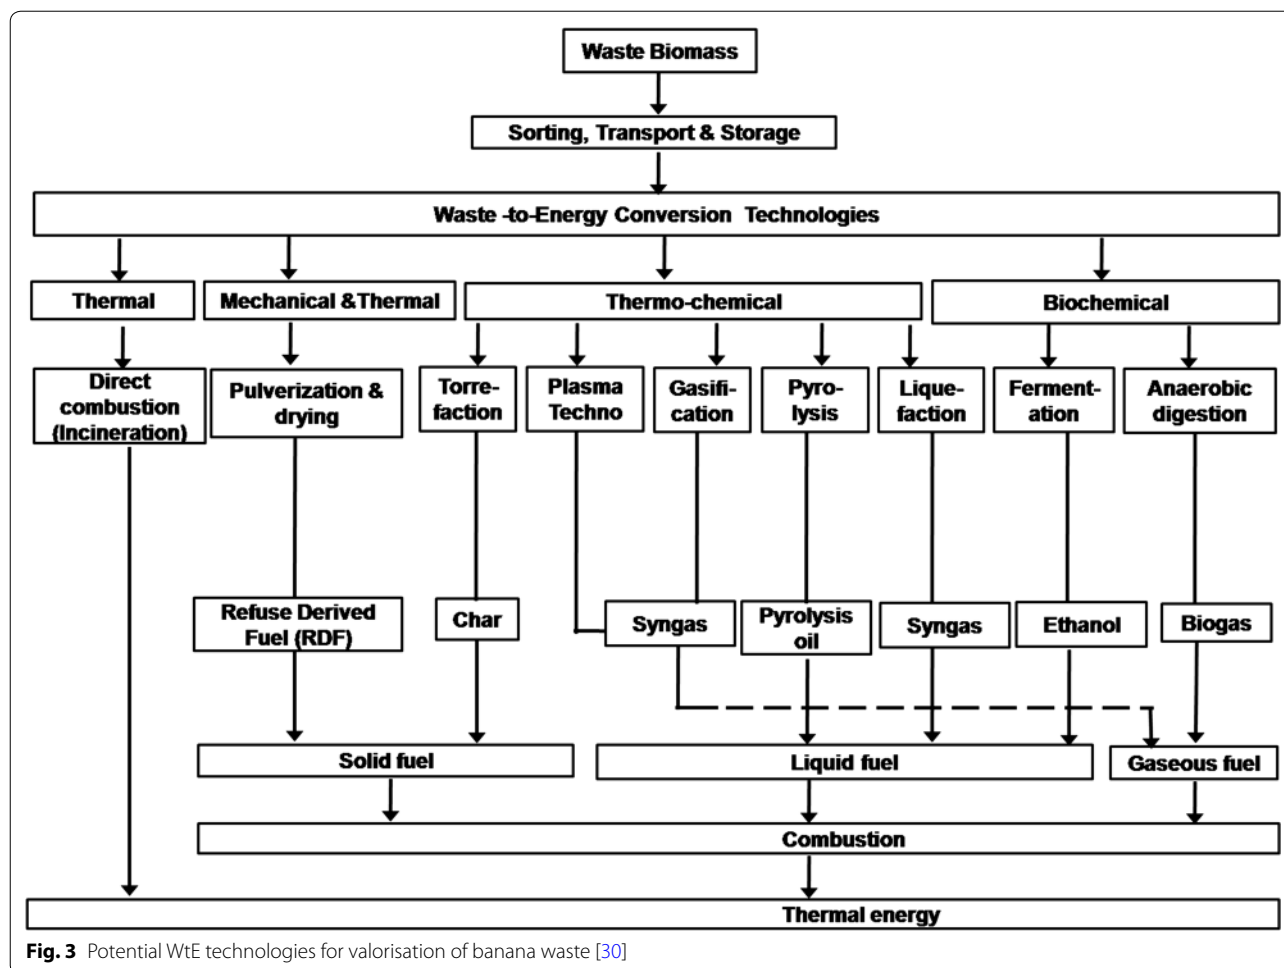 Waste Biomass
Sorting, Transport & Storage
Waste -to-Energy Conversion Technologies
Thermal
Mechanical &Thermal
Thermo-chemical
Biochemical
Direct
combustion
(Incineration)
Pulverization &
drying
Torre-
faction
Plasma
Techno
Gasifi-
cation
Pyro-
lysis
Lique-
faction
Ferment-
ation
Anaerobic
digestion
Refuse Derived
Fuel (RDF)
Char
Syngas
Pyrolysis
oil
Syngas
Ethanol
Biogas
Solid fuel
Liquid fuel
Gaseous fuel
Combustion
Thermal energy
Fig. 3 Potential WtE technologies for valorisation of banana waste [30]